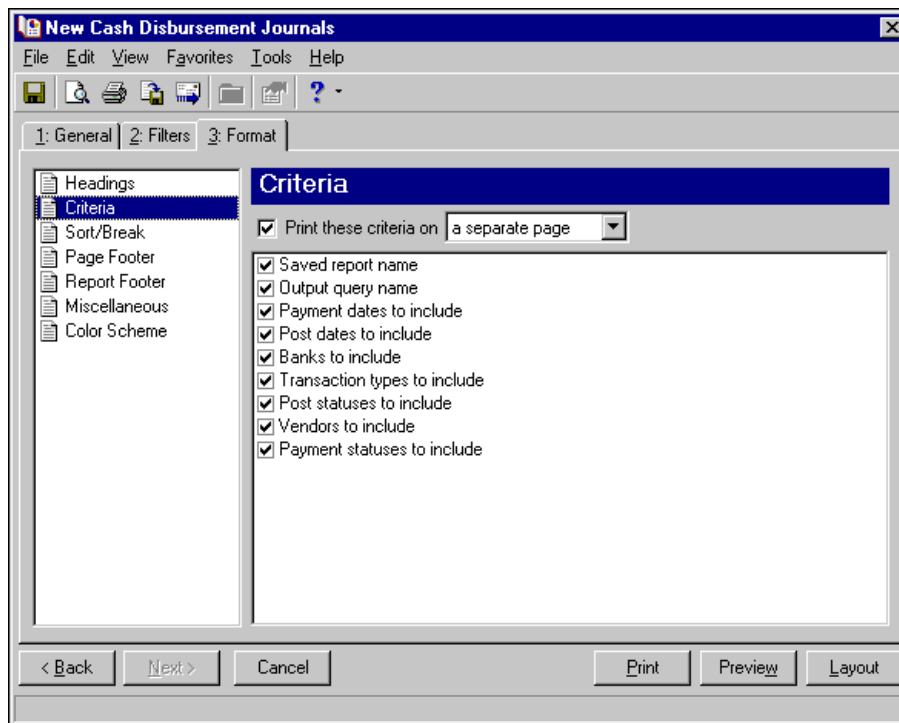 New Cash Disbursement Journals
File Edit View Favorites Tools Help
?
1: General 2: Filters 3: Format
Headings
Criteria
Sort/Break
Page Footer
Report Footer
Miscellaneous
Color Scheme
Criteria
Print these criteria on a separate page
Saved report name
Output query name
Payment dates to include
Post dates to include
Banks to include
Transaction types to include
Post statuses to include
Vendors to include
Payment statuses to include
< Back Next > Cancel Print Preview Layout